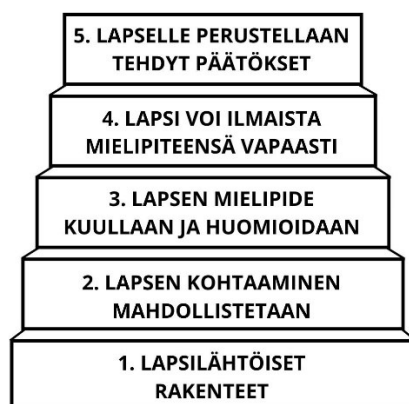 5. LAPSELLE PERUSTELLAAN
TEHDYT PÄÄTÖKSET
4. LAPSI VOI ILMAISTA
MIELIPITEENSÄ VAPAASTI
3. LAPSEN MIELIPIDE
KUULLAAN JA HUOMIOIDAAN
2. LAPSEN KOHTAAMINEN
MAHDOLLISTETAAN
1. LAPSILÄHTÖISET
RAKENTEET